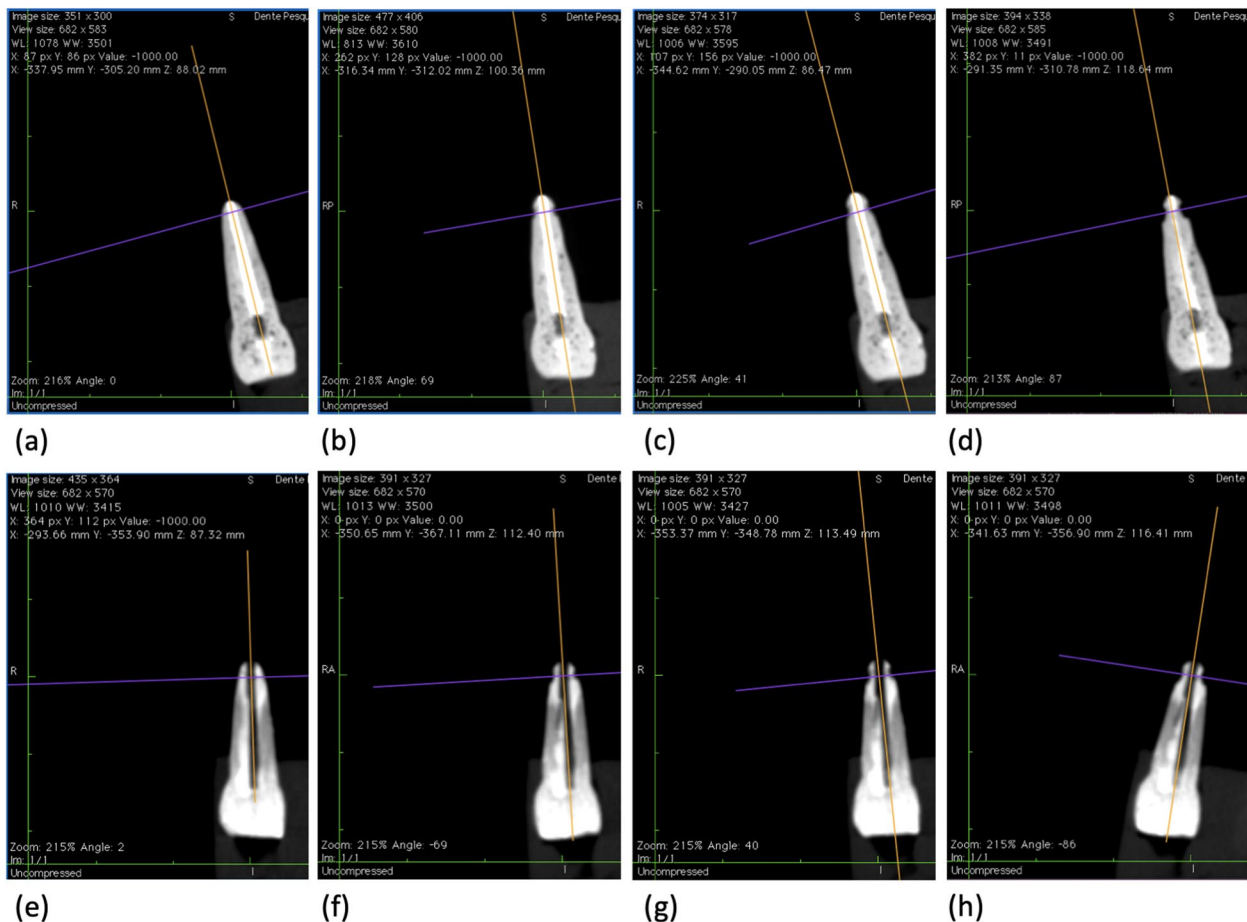 Image size: 351 x 300
S
Dente Pesqu
View size: 682 x 583
WL: 1078 WW: 3501
X: 87 px Y: 86 px Value: -1000.00
X: -337.95 mm Y: -305.20 mm Z: 88.02 mm
R
Zoom: 216% Angle: 0
Im: 1/1
Uncompressed
I
(a)
Image size: 477 x 406
S
Dente Pesqu
View size: 682 x 580
WL: 813 WW: 3610
X: 262 px Y: 128 px Value: -1000.00
X: -316.34 mm Y: -312.02 mm Z: 100.36 mm
RP
Zoom: 218% Angle: 69
Im: 1/1
Uncompressed
I
(b)
Image size: 374 x 317
S
Dente Pesqu
View size: 682 x 578
WL: 1006 WW: 3595
X: 107 px Y: 156 px Value: -1000.00
X: -344.62 mm Y: -290.05 mm Z: 86.47 mm
R
Zoom: 225% Angle: 41
Im: 1/1
Uncompressed
I
(c)
Image size: 394 x 338
S
Dente Pesqu
View size: 682 x 585
WL: 1008 WW: 3491
X: 382 px Y: 11 px Value: -1000.00
X: -291.35 mm Y: -310.78 mm Z: 118.64 mm
RP
Zoom: 213% Angle: 87
Im: 1/1
Uncompressed
I
(d)
Image size: 435 x 364
S
Dente
View size: 682 x 570
WL: 1010 WW: 3415
X: 364 px Y: 112 px Value: -1000.00
X: -293.66 mm Y: -353.90 mm Z: 87.32 mm
R
Zoom: 215% Angle: 2
Im: 1/1
Uncompressed
I
(e)
Image size: 391 x 327
S
Dente
View size: 682 x 570
WL: 1013 WW: 3500
X: 0 px Y: 0 px Value: 0.00
X: -350.65 mm Y: -367.11 mm Z: 112.40 mm
RA
Zoom: 215% Angle: -69
Im: 1/1
Uncompressed
I
(f)
Image size: 391 x 327
S
Dente
View size: 682 x 570
WL: 1005 WW: 3427
X: 0 px Y: 0 px Value: 0.00
X: -353.37 mm Y: -348.78 mm Z: 113.49 mm
R
Zoom: 215% Angle: 40
Im: 1/1
Uncompressed
I
(g)
Image size: 391 x 327
S
Dente
View size: 682 x 570
WL: 1011 WW: 3498
X: 0 px Y: 0 px Value: 0.00
X: -341.63 mm Y: -356.90 mm Z: 116.41 mm
RA
Zoom: 215% Angle: -86
Im: 1/1
Uncompressed
I
(h)